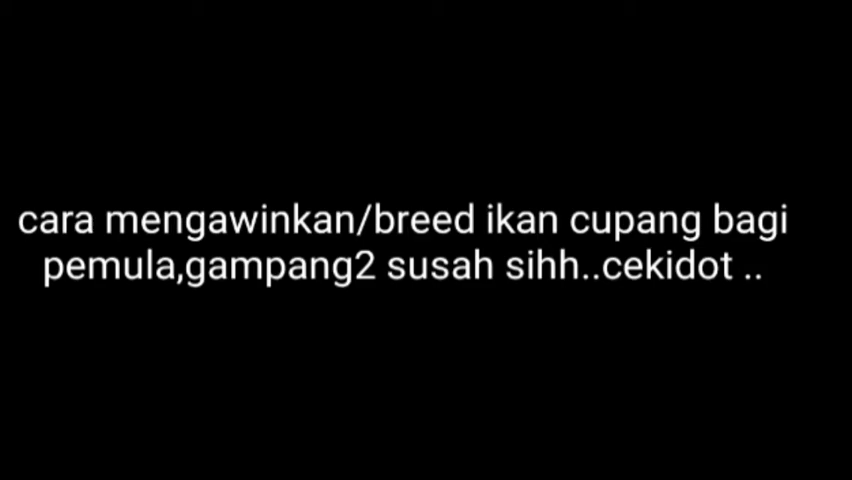 cara mengawinkan/breed ikan cupang bagi
pemula,gampang2 susah sihh..cekidot ..